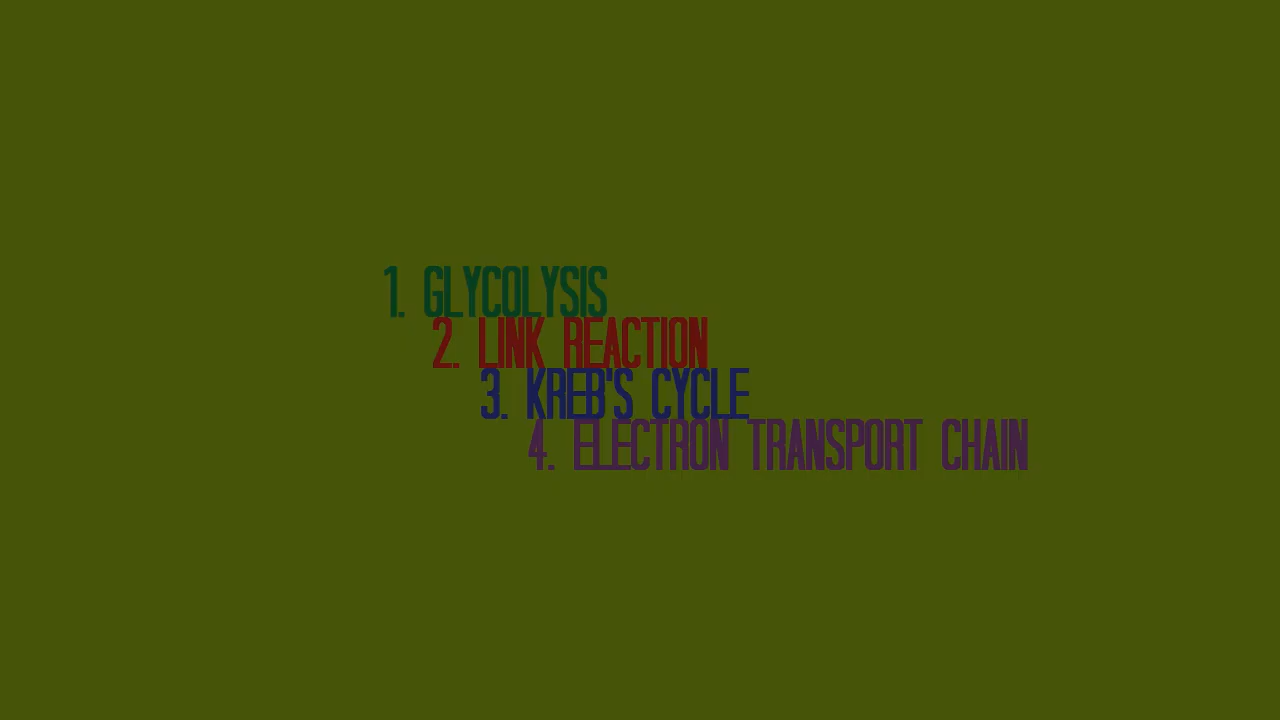 1. GLYCOLYSIS
2. LINK REACTION
3. KREB'S CYCLE
4. ELECTRON TRANSPORT CHAIN